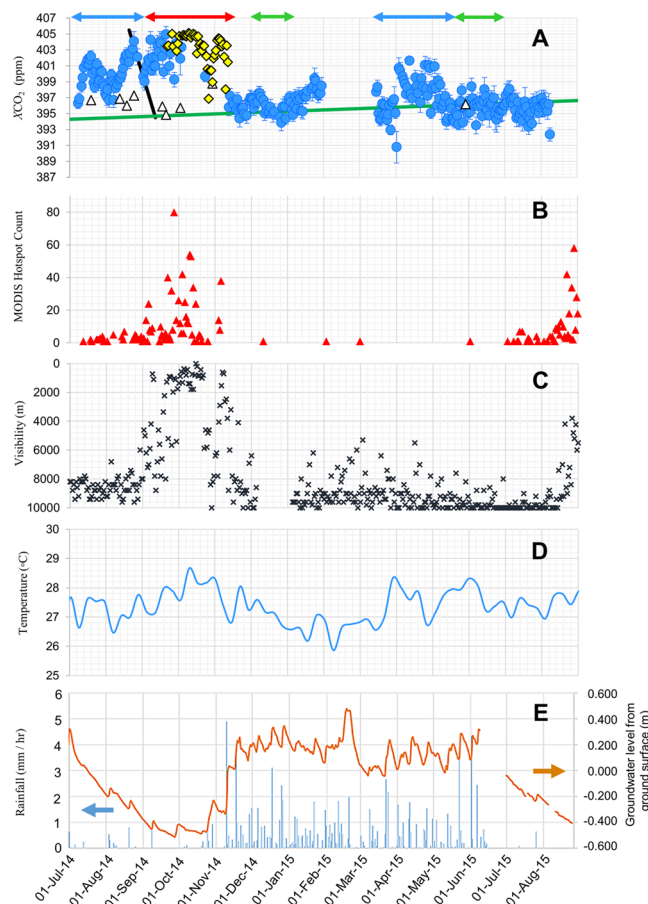 407
405
403
401
399
397
395
393
391
389
387
XCO₂ (ppm)
A
80
60
40
20
0
MODIS Hotspot Count
B
0
2000
4000
6000
8000
10000
Visibility (m)
C
30
29
28
27
26
25
Temperature (°C)
D
6
5
4
3
2
1
0
Rainfall (mm / hr)
E
0.600
0.400
0.200
0.000
-0.200
-0.400
-0.600
Groundwater level from
ground surface (m)
01-Jul-14
01-Aug-14
01-Sep-14
01-Oct-14
01-Nov-14
01-Dec-14
01-Jan-15
01-Feb-15
01-Mar-15
01-Apr-15
01-May-15
01-Jun-15
01-Jul-15
01-Aug-15